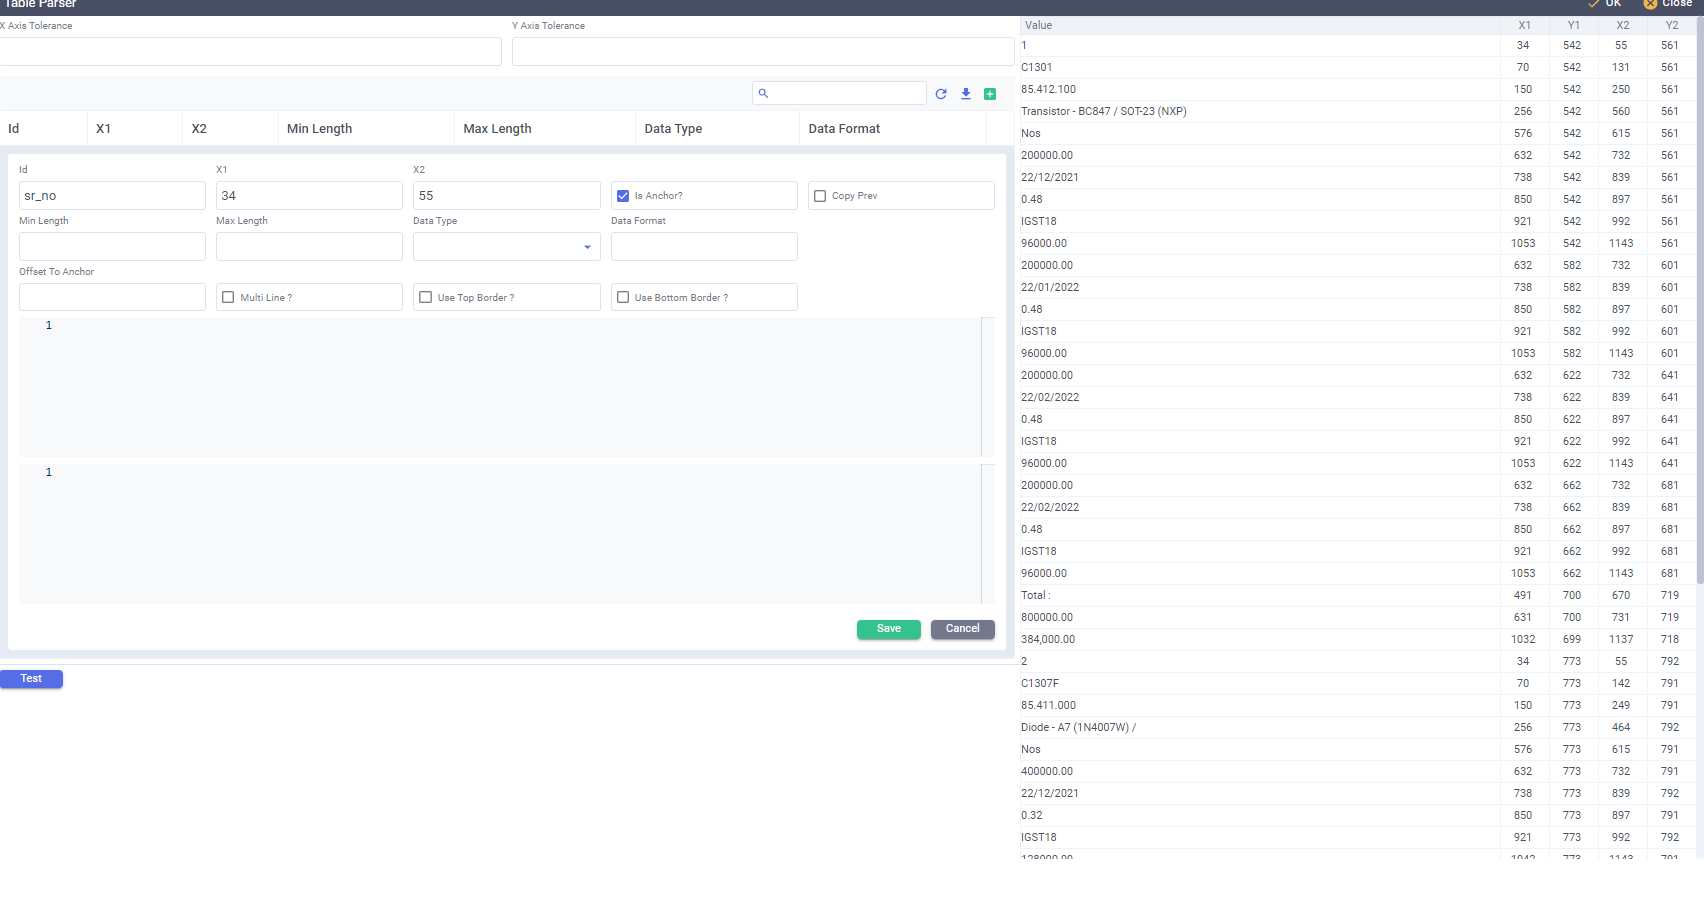 Table Parser
OK Close
X Axis Tolerance Y Axis Tolerance
Id X1 X2 Min Length Max Length Data Type Data Format
Id X1 X2
sr_no 34 55 Is Anchor? Copy Prev
Min Length Max Length Data Type Data Format
Offset To Anchor
Multi Line ? Use Top Border ? Use Bottom Border ?
1
1
Save Cancel
Test
Value X1 Y1 X2 Y2
1 34 542 55 561
C1301 70 542 131 561
85.412.100 150 542 250 561
Transistor - BC847 / SOT-23 (NXP) 256 542 560 561
Nos 576 542 615 561
200000.00 632 542 732 561
22/12/2021 738 542 839 561
0.48 850 542 897 561
IGST18 921 542 992 561
96000.00 1053 542 1143 561
200000.00 632 582 732 601
22/01/2022 738 582 839 601
0.48 850 582 897 601
IGST18 921 582 992 601
96000.00 1053 582 1143 601
200000.00 632 622 732 641
22/02/2022 738 622 839 641
0.48 850 622 897 641
IGST18 921 622 992 641
96000.00 1053 622 1143 641
200000.00 632 662 732 681
22/02/2022 738 662 839 681
0.48 850 662 897 681
IGST18 921 662 992 681
96000.00 1053 662 1143 681
Total : 491 700 670 719
800000.00 631 700 731 719
384,000.00 1032 699 1137 718
2 34 773 55 792
C1307F 70 773 142 791
85.411.000 150 773 249 791
Diode - A7 (1N4007W) / 256 773 464 792
Nos 576 773 615 791
400000.00 632 773 732 791
22/12/2021 738 773 839 792
0.32 850 773 897 791
IGST18 921 773 992 792
128000.00 1042 773 1143 791